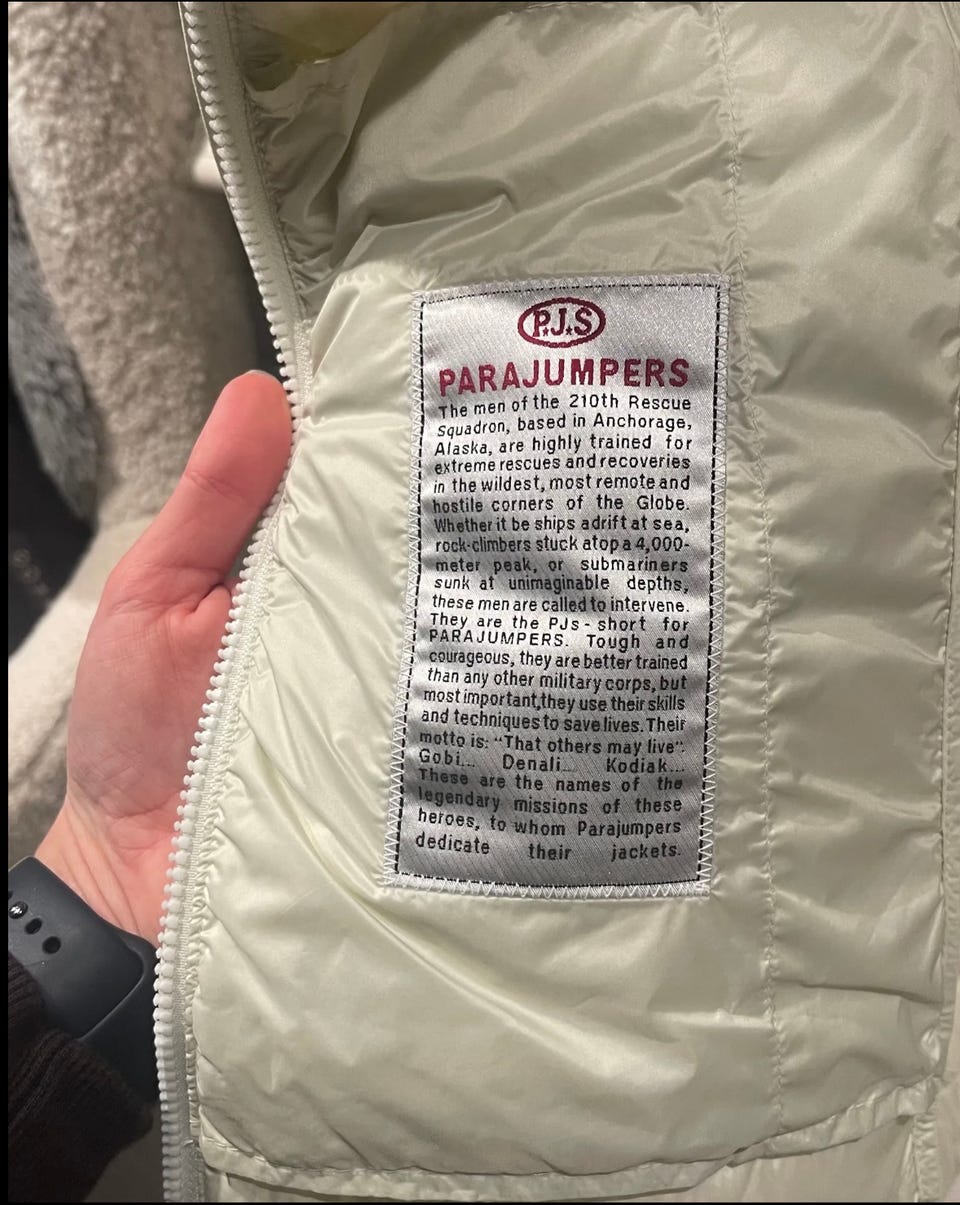 P.J.S
PARAJUMPERS
The men of the 210th Rescue
Squadron, based in Anchorage,
Alaska, are highly trained for
extreme rescues and recoveries
in the wildest, most remote and
hostile corners of the Globe.
Whether it be ships adrift at sea,
rock-climbers stuck atop a 4,000-
meter peak, or submariners
sunk at unimaginable depths,
these men are called to intervene.
They are the PJs - short for
PARAJUMPERS. Tough and
courageous, they are better trained
than any other military corps, but
most important,they use their skills
and techniques to save lives. Their
motto is: "That others may live".
Gobi... Denali... Kodiak...
These are the names of the
legendary missions of these
heroes, to whom Parajumpers
dedicate their jackets.